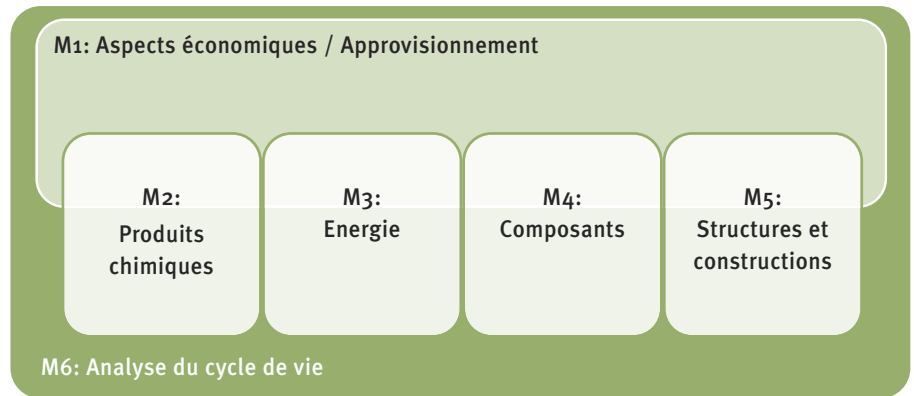 M1: Aspects économiques / Approvisionnement
M2:
Produits
chimiques
M3:
Energie
M4:
Composants
M5:
Structures et
constructions
M6: Analyse du cycle de vie